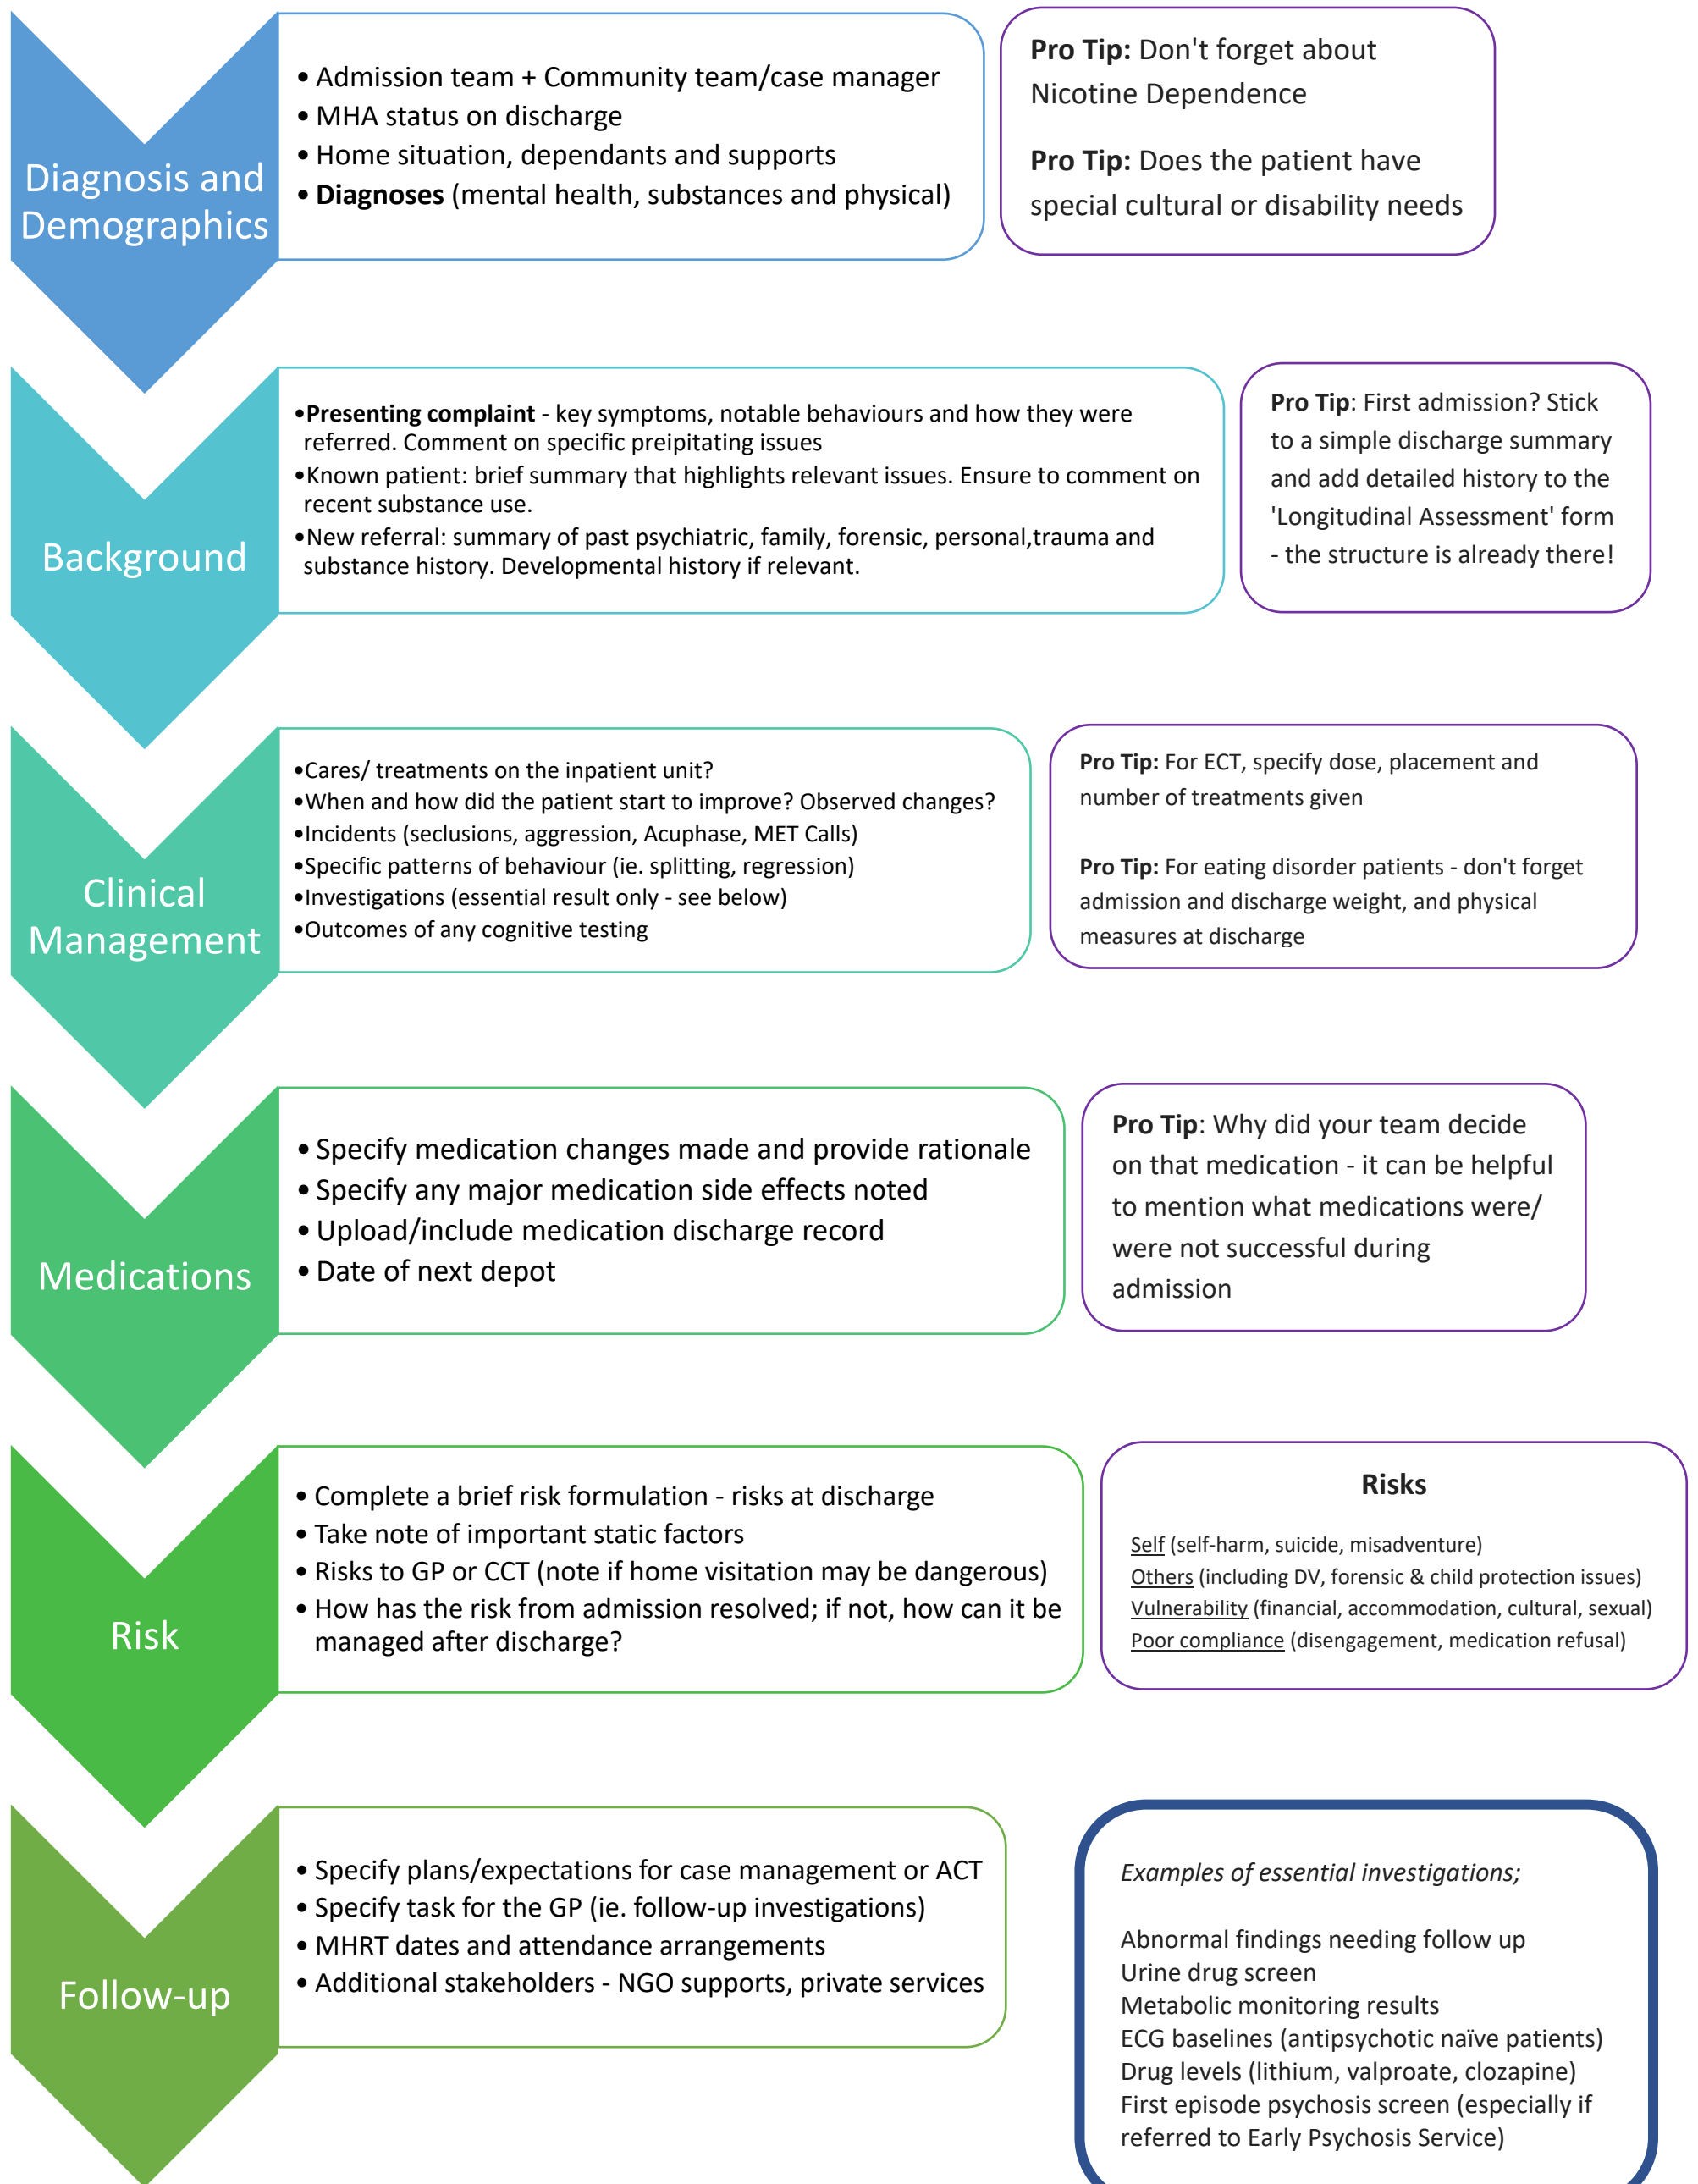 Diagnosis and
Demographics
• Admission team + Community team/case manager
• MHA status on discharge
• Home situation, dependants and supports
• Diagnoses (mental health, substances and physical)
Pro Tip: Don't forget about
Nicotine Dependence
Pro Tip: Does the patient have
special cultural or disability needs
Background
•Presenting complaint - key symptoms, notable behaviours and how they were
referred. Comment on specific preipitating issues
•Known patient: brief summary that highlights relevant issues. Ensure to comment on
recent substance use.
•New referral: summary of past psychiatric, family, forensic, personal,trauma and
substance history. Developmental history if relevant.
Pro Tip: First admission? Stick
to a simple discharge summary
and add detailed history to the
'Longitudinal Assessment' form
- the structure is already there!
Clinical
Management
•Cares/ treatments on the inpatient unit?
•When and how did the patient start to improve? Observed changes?
•Incidents (seclusions, aggression, Acuphase, MET Calls)
•Specific patterns of behaviour (ie. splitting, regression)
•Investigations (essential result only - see below)
•Outcomes of any cognitive testing
Pro Tip: For ECT, specify dose, placement and
number of treatments given
Pro Tip: For eating disorder patients - don't forget
admission and discharge weight, and physical
measures at discharge
Medications
• Specify medication changes made and provide rationale
• Specify any major medication side effects noted
• Upload/include medication discharge record
• Date of next depot
Pro Tip: Why did your team decide
on that medication - it can be helpful
to mention what medications were/
were not successful during
admission
Risk
• Complete a brief risk formulation - risks at discharge
• Take note of important static factors
• Risks to GP or CCT (note if home visitation may be dangerous)
• How has the risk from admission resolved; if not, how can it be
managed after discharge?
Risks
Self (self-harm, suicide, misadventure)
Others (including DV, forensic & child protection issues)
Vulnerability (financial, accommodation, cultural, sexual)
Poor compliance (disengagement, medication refusal)
Follow-up
• Specify plans/expectations for case management or ACT
• Specify task for the GP (ie. follow-up investigations)
• MHRT dates and attendance arrangements
• Additional stakeholders - NGO supports, private services
Examples of essential investigations;
Abnormal findings needing follow up
Urine drug screen
Metabolic monitoring results
ECG baselines (antipsychotic naïve patients)
Drug levels (lithium, valproate, clozapine)
First episode psychosis screen (especially if
referred to Early Psychosis Service)